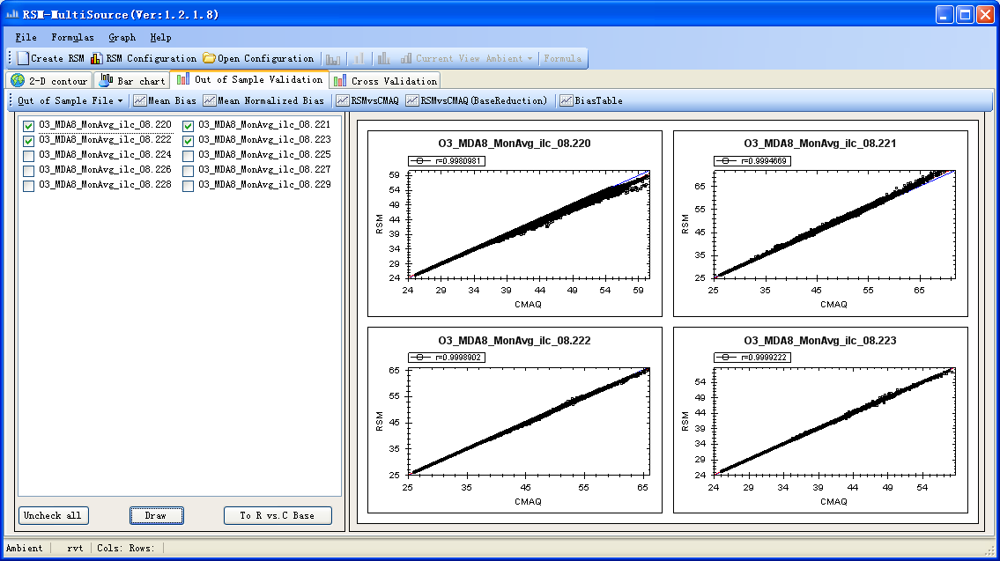 RSM-MultiSource(Ver:1.2.1.8)
File Formulas Graph Help
Create RSM RSM Configuration Open Configuration Current View Ambient Formula
2-D contour Bar chart Out of Sample Validation Cross Validation
Out of Sample File Mean Bias Mean Normalized Bias RSMvsCMAQ RSMvsCMAQ(BaseReduction) BiasTable
O3_MDA8_MonAvg_ilc_08.220 O3_MDA8_MonAvg_ilc_08.221
O3_MDA8_MonAvg_ilc_08.222 O3_MDA8_MonAvg_ilc_08.223
O3_MDA8_MonAvg_ilc_08.224 O3_MDA8_MonAvg_ilc_08.225
O3_MDA8_MonAvg_ilc_08.226 O3_MDA8_MonAvg_ilc_08.227
O3_MDA8_MonAvg_ilc_08.228 O3_MDA8_MonAvg_ilc_08.229
Uncheck all Draw To R vs.C Base
O3_MDA8_MonAvg_ilc_08.220
r=0.9980981
59
54
49
44
39
34
29
24
RSM
24 29 34 39 44 49 54 59
CMAQ
O3_MDA8_MonAvg_ilc_08.221
r=0.9994669
65
55
45
35
25
RSM
25 35 45 55 65
CMAQ
O3_MDA8_MonAvg_ilc_08.222
r=0.9998902
65
55
45
35
25
RSM
25 35 45 55 65
CMAQ
O3_MDA8_MonAvg_ilc_08.223
r=0.9999222
54
49
44
39
34
29
24
RSM
24 29 34 39 44 49 54
CMAQ
Ambient rvt Cols: Rows: